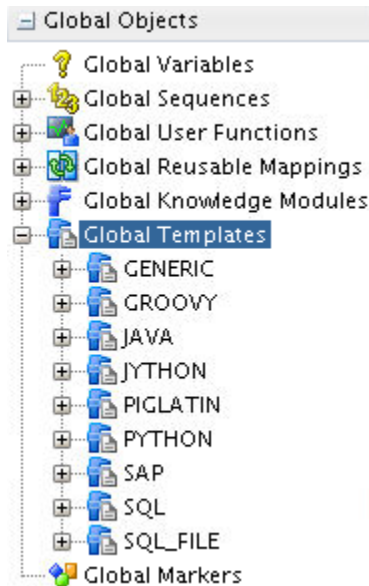 Global Objects
Global Variables
Global Sequences
Global User Functions
Global Reusable Mappings
Global Knowledge Modules
Global Templates
GENERIC
GROOVY
JAVA
JYTHON
PIGLATIN
PYTHON
SAP
SQL
SQL_FILE
Global Markers